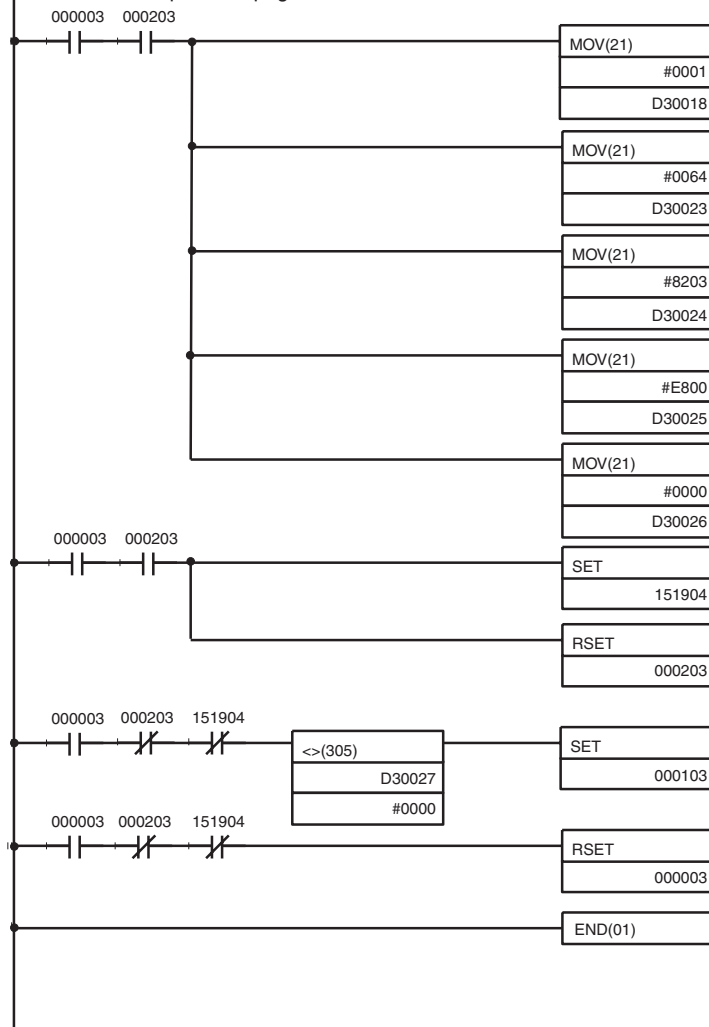 000003 000203
MOV(21)
#0001
D30018
MOV(21)
#0064
D30023
MOV(21)
#8203
D30024
MOV(21)
#E800
D30025
MOV(21)
#0000
D30026
000003 000203
SET
151904
RSET
000203
000003 000203 151904
<>(305)
D30027
#0000
SET
000103
000003 000203 151904
RSET
000003
END(01)